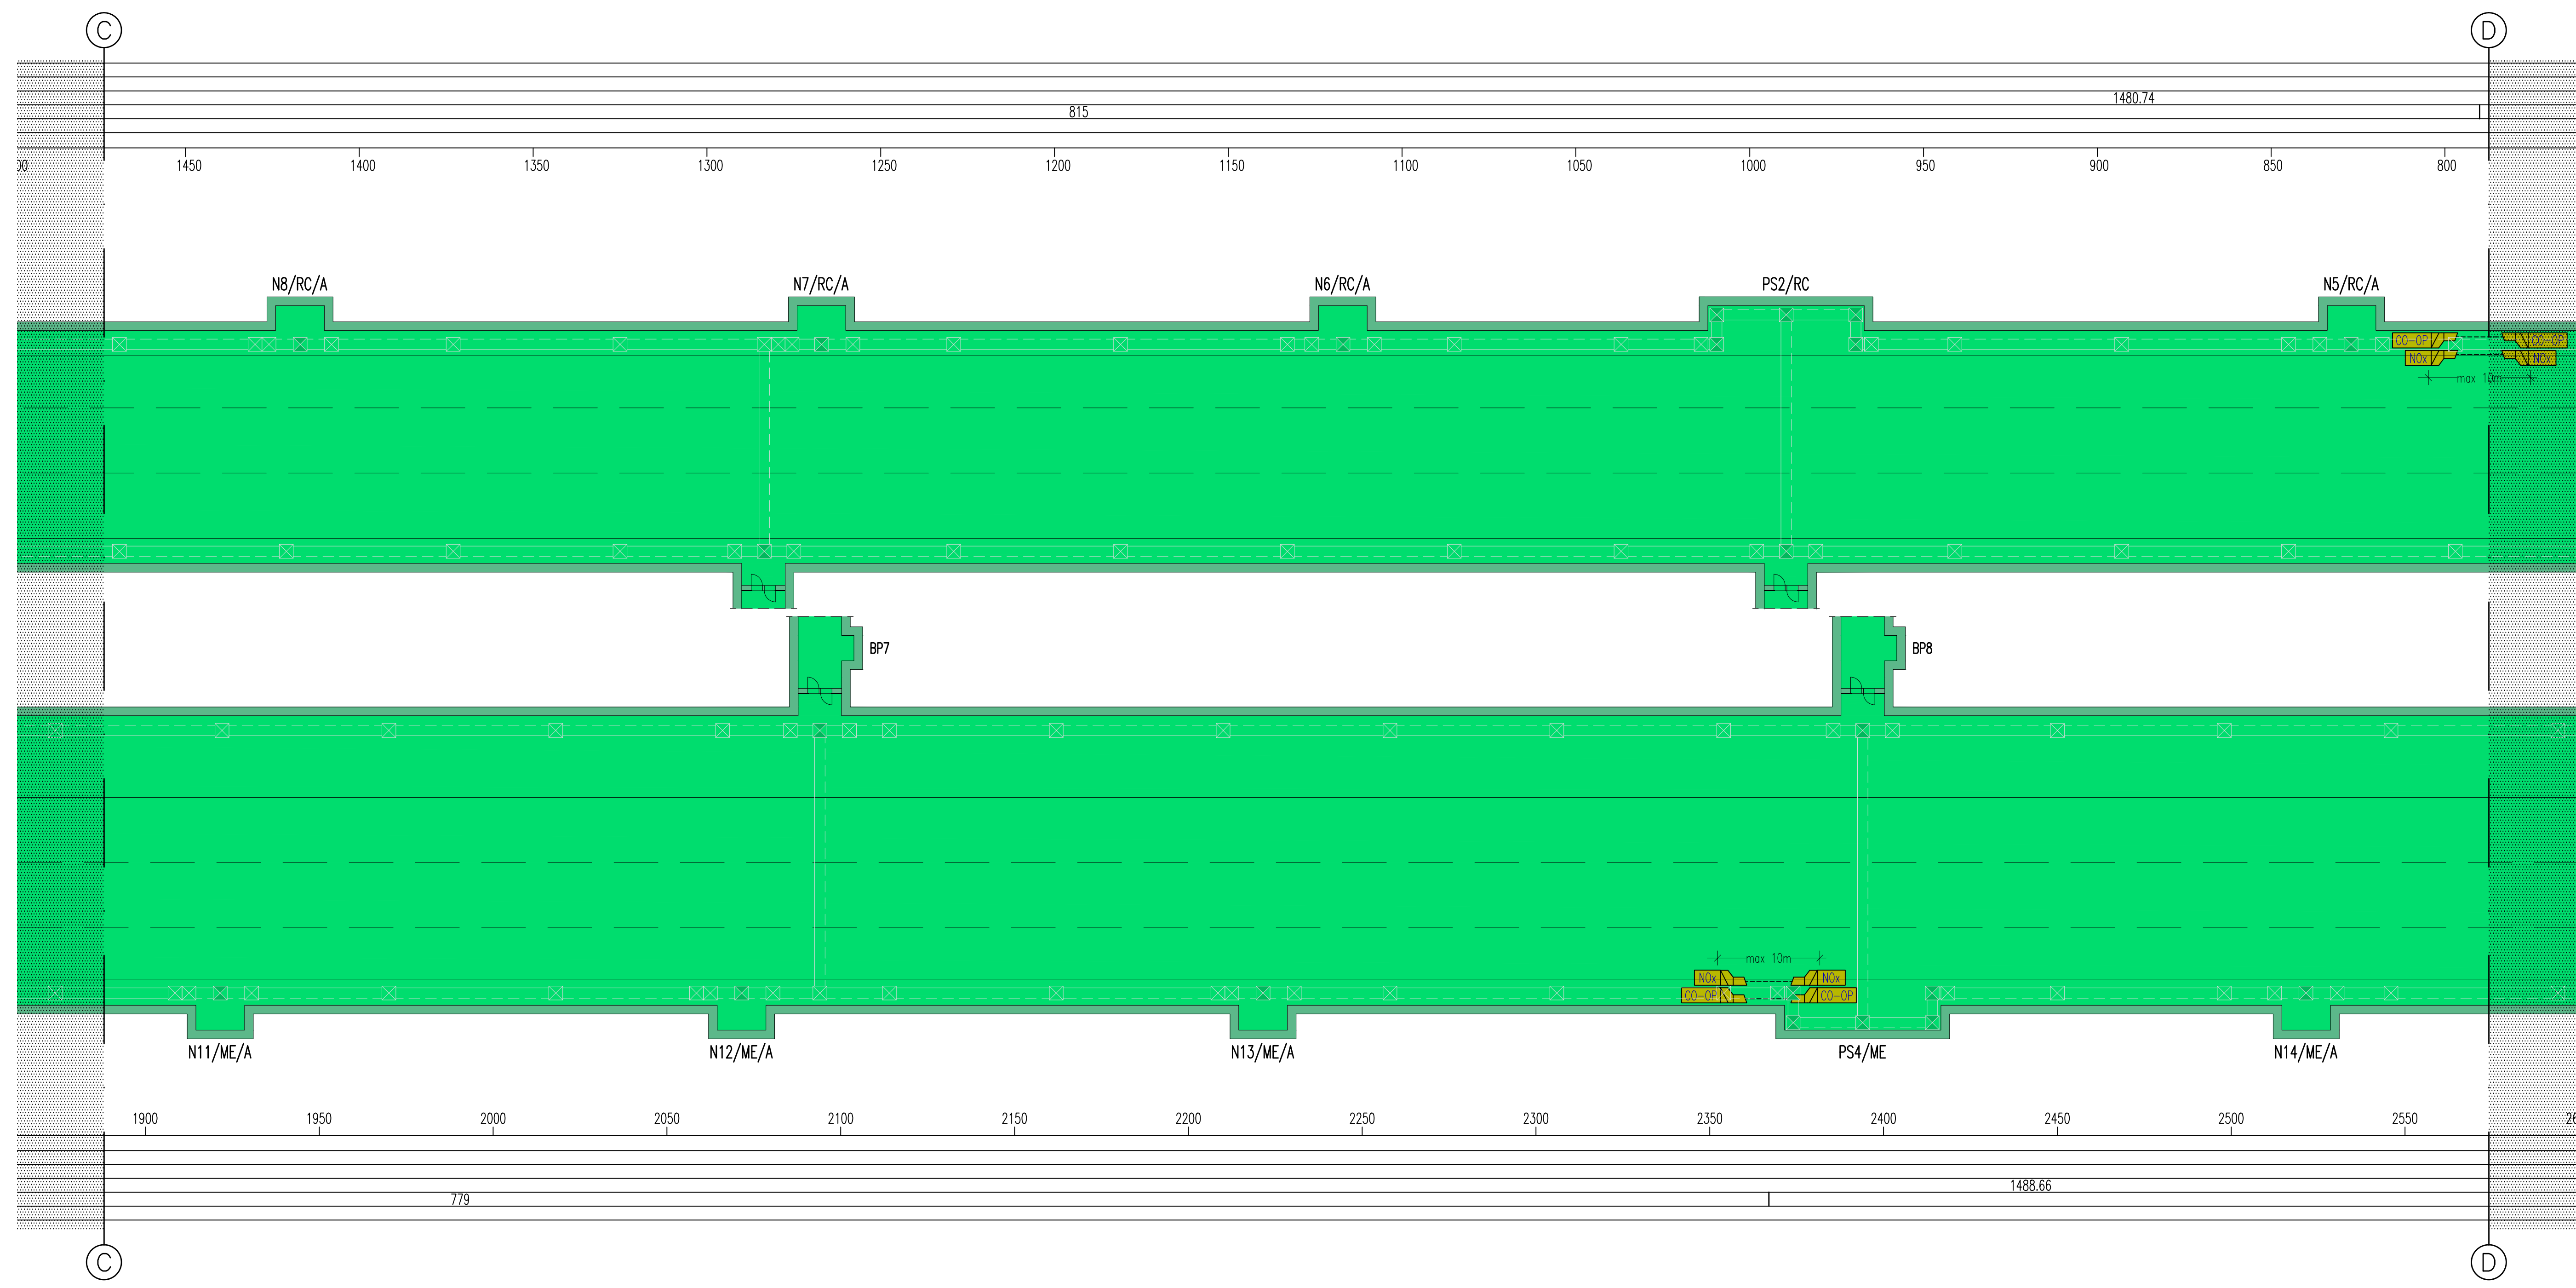 C D
1480.74
815
00 1450 1400 1350 1300 1250 1200 1150 1100 1050 1000 950 900 850 800
N8/RC/A N7/RC/A N6/RC/A PS2/RC N5/RC/A
CO-OP CO-OP
NOx NOx
max 10m
BP7 BP8
max 10m
NOx NOx
CO-OP CO-OP
N11/ME/A N12/ME/A N13/ME/A PS4/ME N14/ME/A
1900 1950 2000 2050 2100 2150 2200 2250 2300 2350 2400 2450 2500 2550 26
1488.66
779
C D